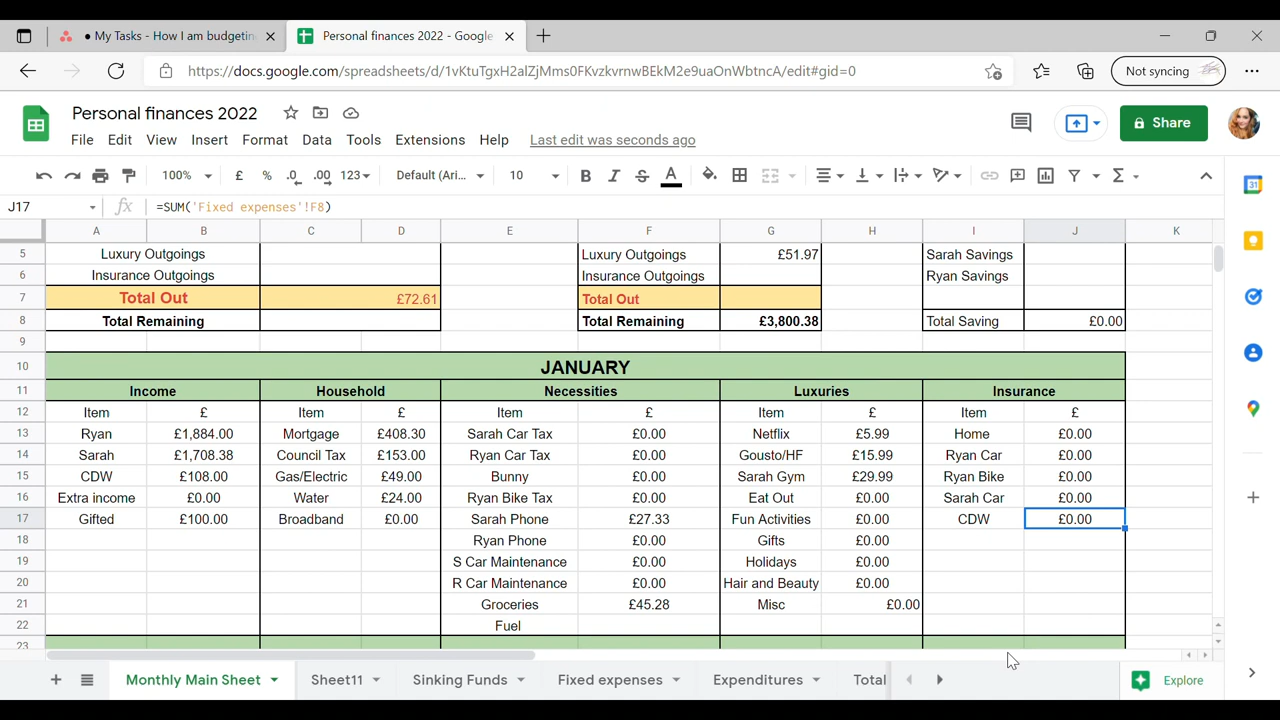 ● My Tasks - How I am budgetin
Personal finances 2022 - Google
https://docs.google.com/spreadsheets/d/1vKtuTgxH2alZjMms0FKvzkvrnwBEkM2e9uaOnWbtncA/edit#gid=0
Not syncing
Personal finances 2022
File Edit View Insert Format Data Tools Extensions Help Last edit was seconds ago
Share
100% £ % .0 .00 123 Default (Ari... 10 B I S A Σ
J17 fx =SUM('Fixed expenses'!F8)
A B C D E F G H I J K
5 Luxury Outgoings Luxury Outgoings £51.97 Sarah Savings
6 Insurance Outgoings Insurance Outgoings Ryan Savings
7 Total Out £72.61 Total Out
8 Total Remaining Total Remaining £3,800.38 Total Saving £0.00
9
10 JANUARY
11 Income Household Necessities Luxuries Insurance
12 Item £ Item £ Item £ Item £ Item £
13 Ryan £1,884.00 Mortgage £408.30 Sarah Car Tax £0.00 Netflix £5.99 Home £0.00
14 Sarah £1,708.38 Council Tax £153.00 Ryan Car Tax £0.00 Gousto/HF £15.99 Ryan Car £0.00
15 CDW £108.00 Gas/Electric £49.00 Bunny £0.00 Sarah Gym £29.99 Ryan Bike £0.00
16 Extra income £0.00 Water £24.00 Ryan Bike Tax £0.00 Eat Out £0.00 Sarah Car £0.00
17 Gifted £100.00 Broadband £0.00 Sarah Phone £27.33 Fun Activities £0.00 CDW £0.00
18 Ryan Phone £0.00 Gifts £0.00
19 S Car Maintenance £0.00 Holidays £0.00
20 R Car Maintenance £0.00 Hair and Beauty £0.00
21 Groceries £45.28 Misc £0.00
22 Fuel
23
Monthly Main Sheet Sheet11 Sinking Funds Fixed expenses Expenditures Total
Explore
31